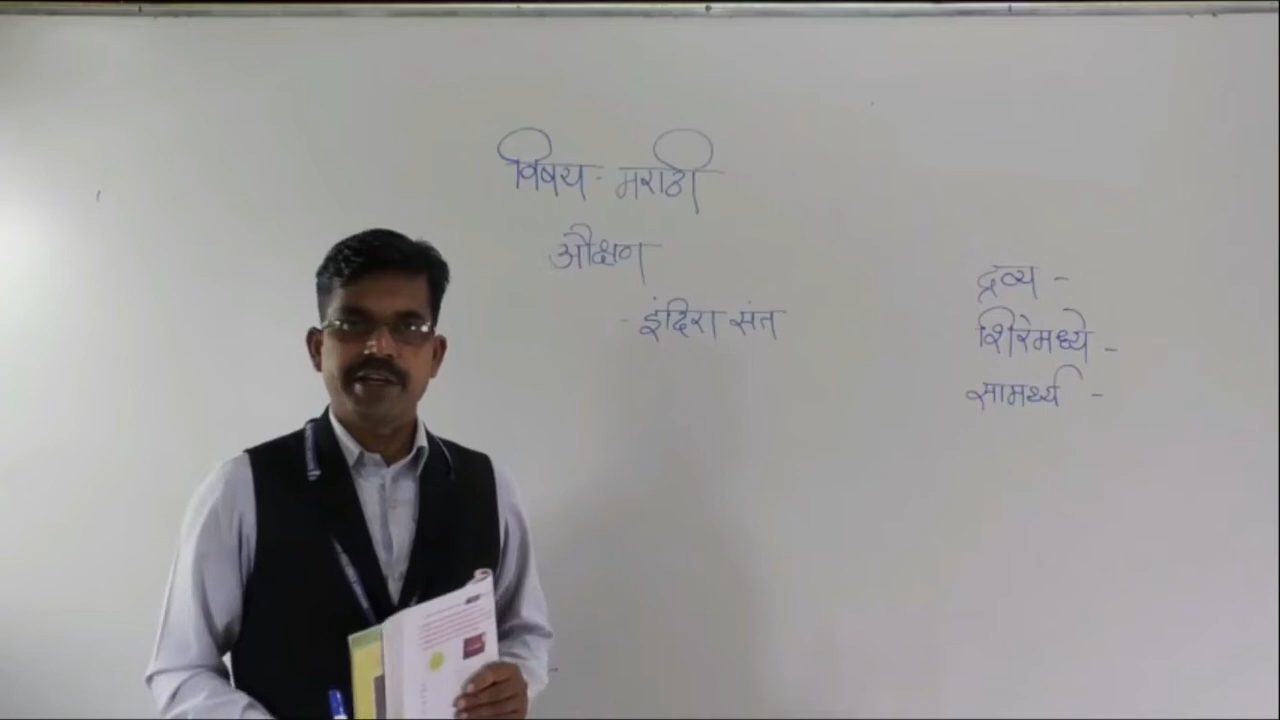 विषय - मराठी
औक्षण
- इंदिरा संत
द्रव्य -
शिरेमध्ये -
सामर्थ्य -